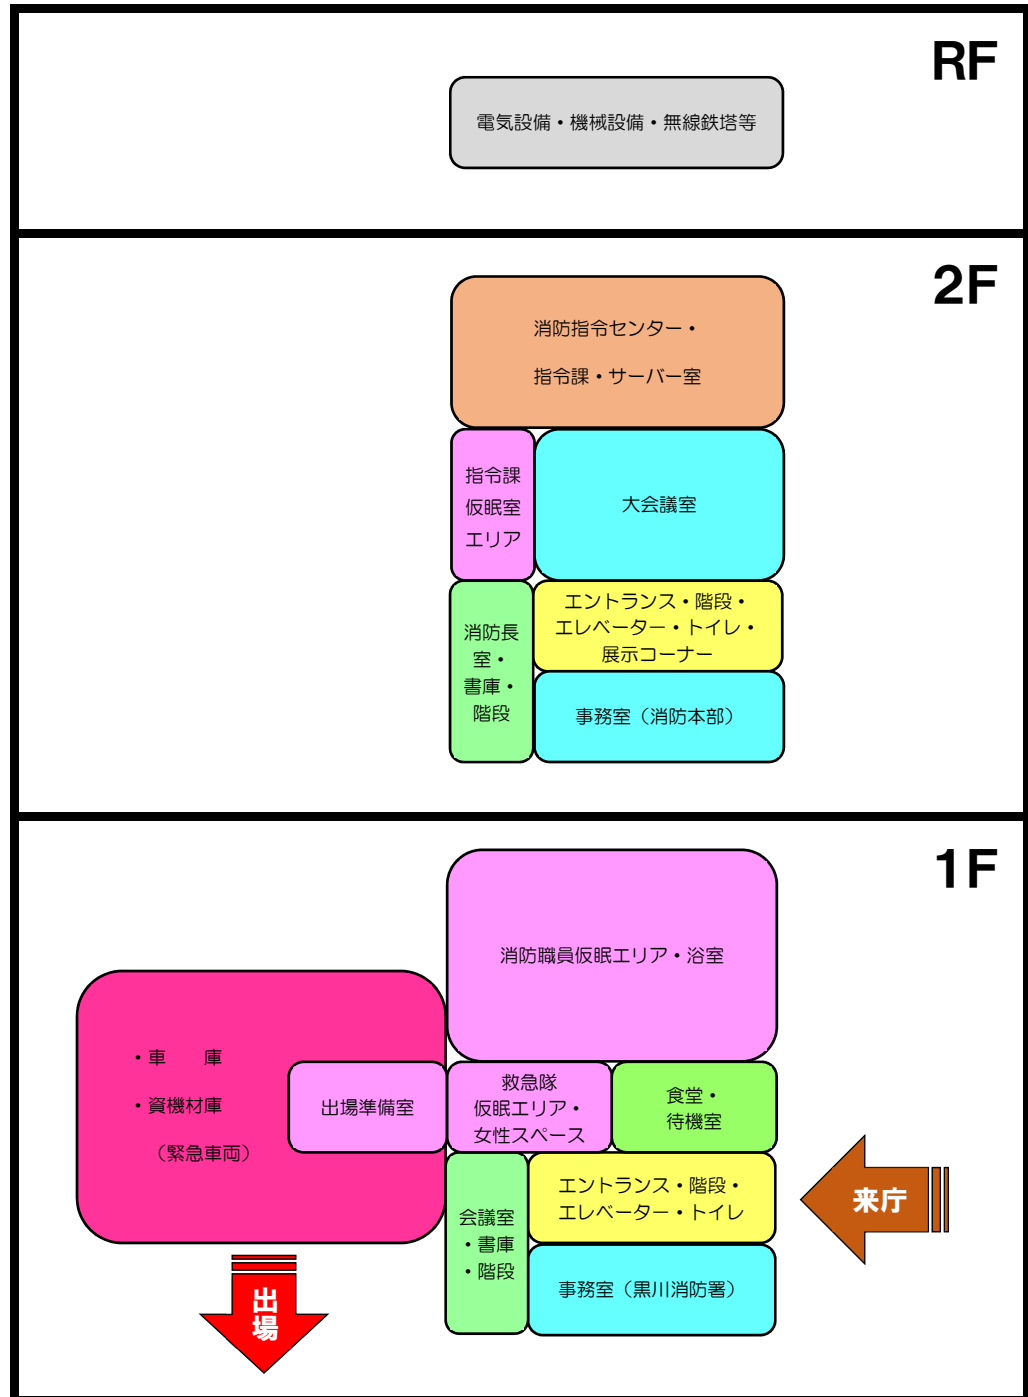 RF
電気設備・機械設備・無線鉄塔等
2F
消防指令センター・
指令課・サーバー室
指令課
仮眠室
エリア
大会議室
消防長
室・
書庫・
階段
エントランス・階段・
エレベーター・トイレ・
展示コーナー
事務室（消防本部）
1F
消防職員仮眠エリア・浴室
・車　　庫
・資機材庫
（緊急車両）
出場準備室
救急隊
仮眠エリア・
女性スペース
食堂・
待機室
会議室
・書庫
・階段
エントランス・階段・
エレベーター・トイレ
来庁
事務室（黒川消防署）
出
場